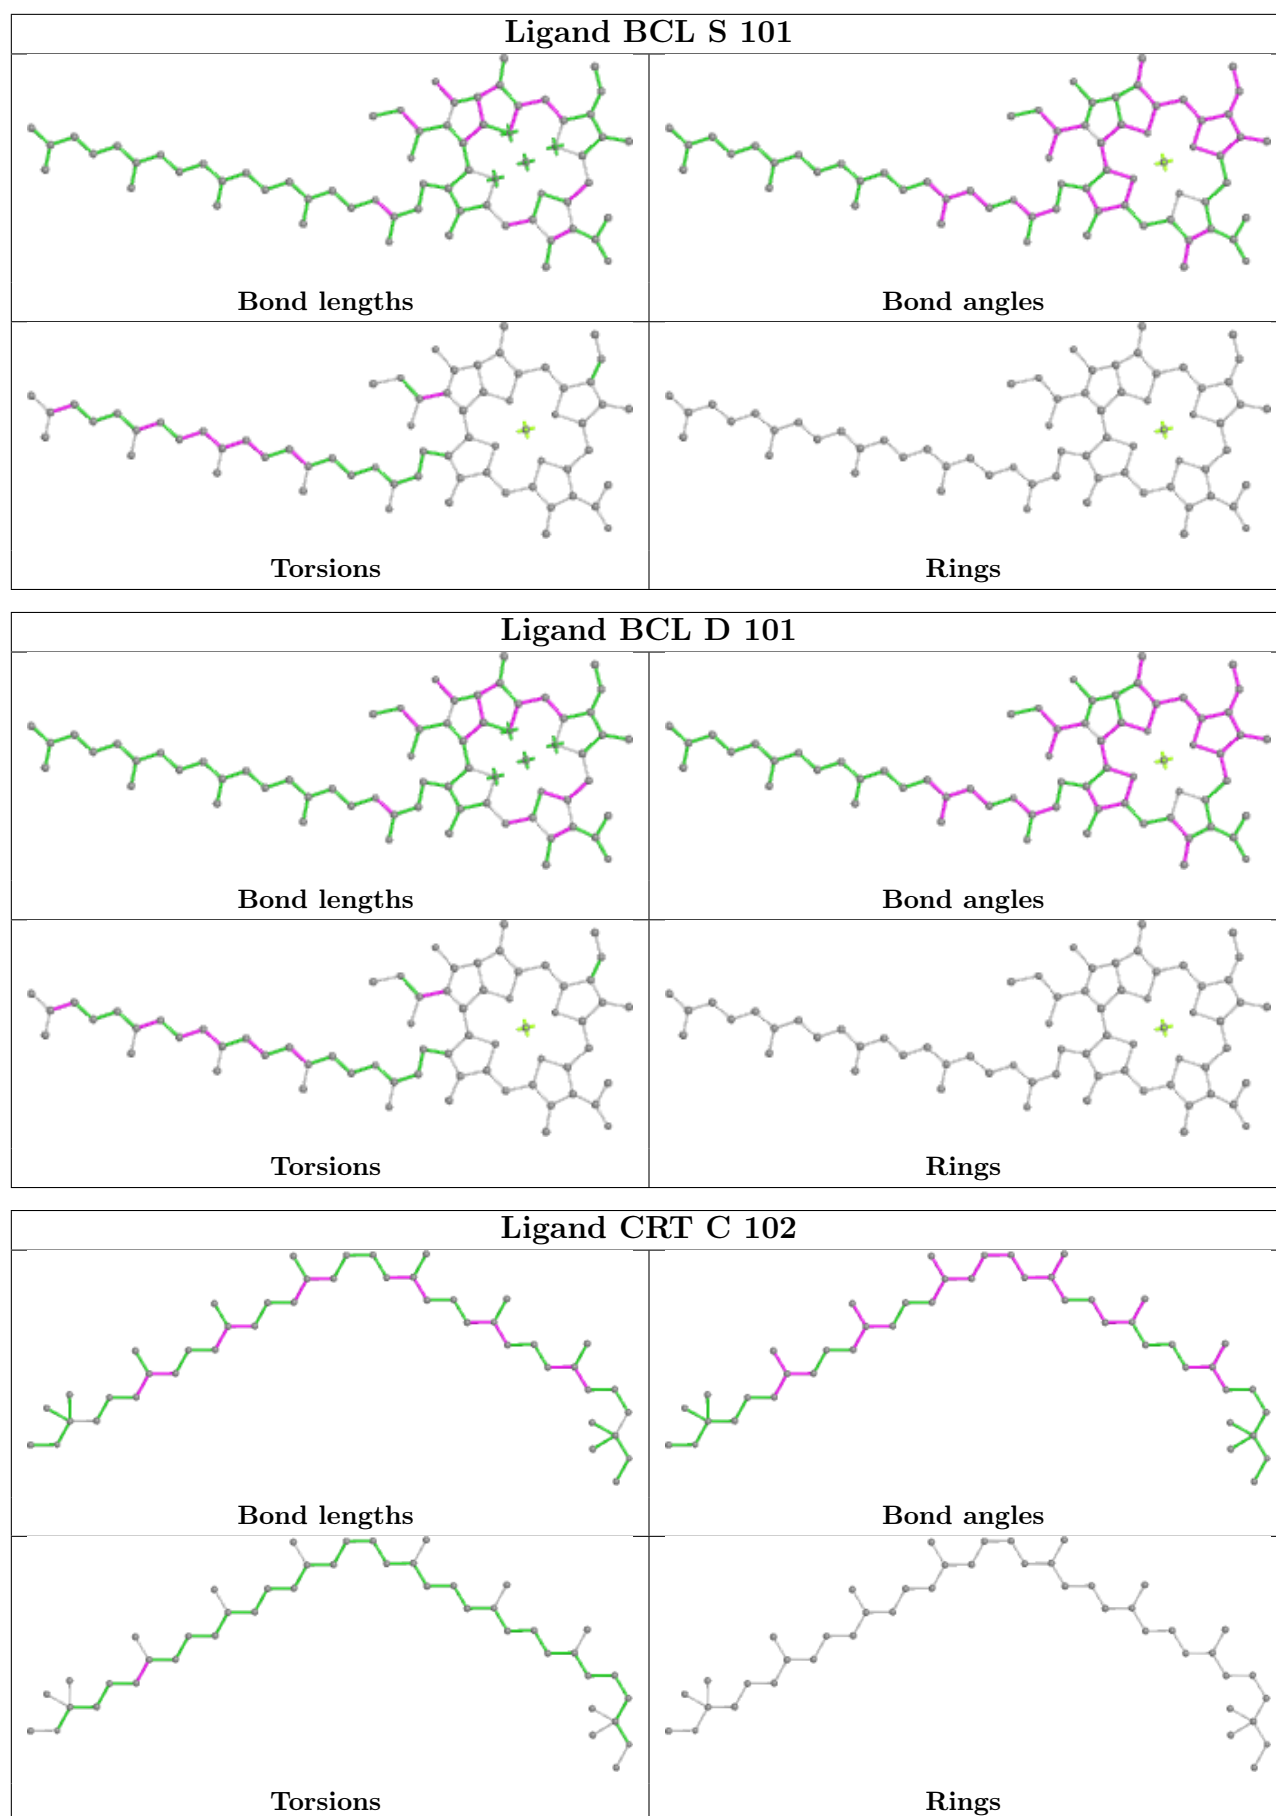 Ligand BCL S 101
Bond lengths
Bond angles
Torsions
Rings
Ligand BCL D 101
Bond lengths
Bond angles
Torsions
Rings
Ligand CRT C 102
Bond lengths
Bond angles
Torsions
Rings